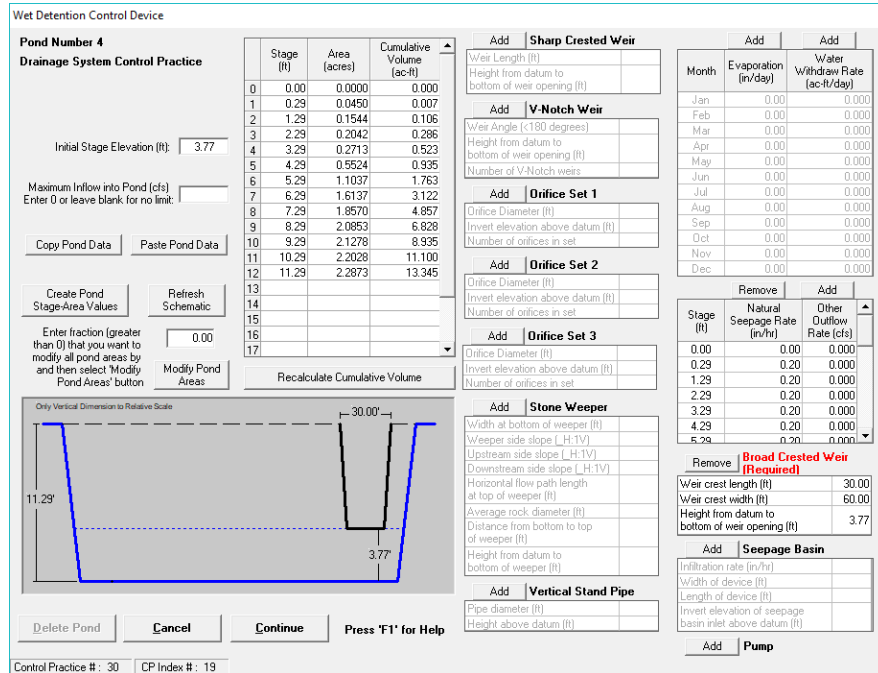 Wet Detention Control Device
Pond Number 4
Drainage System Control Practice
Initial Stage Elevation (ft): 3.77
Maximum Inflow into Pond (cfs)
Enter 0 or leave blank for no limit:
Copy Pond Data Paste Pond Data
Create Pond
Stage-Area Values
Refresh
Schematic
Enter fraction (greater
than 0) that you want to
modify all pond areas by
and then select 'Modify
Pond Areas' button
0.00
Modify Pond
Areas
Stage
(ft)
Area
(acres)
Cumulative
Volume
(ac-ft)
0 0.00 0.0000 0.000
1 0.29 0.0450 0.007
2 1.29 0.1544 0.106
3 2.29 0.2042 0.286
4 3.29 0.2713 0.523
5 4.29 0.5524 0.935
6 5.29 1.1037 1.763
7 6.29 1.6137 3.122
8 7.29 1.8570 4.857
9 8.29 2.0853 6.828
10 9.29 2.1278 8.935
11 10.29 2.2028 11.100
12 11.29 2.2873 13.345
13
14
15
16
17
Recalculate Cumulative Volume
Only Vertical Dimension to Relative Scale
30.00'
11.29'
3.77'
Delete Pond Cancel Continue Press 'F1' for Help
Control Practice # : 30 CP Index # : 19
Add Sharp Crested Weir
Weir Length (ft)
Height from datum to
bottom of weir opening (ft)
Add V-Notch Weir
Weir Angle (<180 degrees)
Height from datum to
bottom of weir opening (ft)
Number of V-Notch weirs
Add Orifice Set 1
Orifice Diameter (ft)
Invert elevation above datum (ft)
Number of orifices in set
Add Orifice Set 2
Orifice Diameter (ft)
Invert elevation above datum (ft)
Number of orifices in set
Add Orifice Set 3
Orifice Diameter (ft)
Invert elevation above datum (ft)
Number of orifices in set
Add Stone Weeper
Width at bottom of weeper (ft)
Weeper side slope (_H:1V)
Upstream side slope (_H:1V)
Downstream side slope (_H:1V)
Horizontal flow path length
at top of weeper (ft)
Average rock diameter (ft)
Distance from bottom to top
of weeper (ft)
Height from datum to
bottom of weeper (ft)
Add Vertical Stand Pipe
Pipe diameter (ft)
Height above datum (ft)
Add Add
Month
Evaporation
(in/day)
Water
Withdraw Rate
(ac-ft/day)
Jan 0.00 0.000
Feb 0.00 0.000
Mar 0.00 0.000
Apr 0.00 0.000
May 0.00 0.000
Jun 0.00 0.000
Jul 0.00 0.000
Aug 0.00 0.000
Sep 0.00 0.000
Oct 0.00 0.000
Nov 0.00 0.000
Dec 0.00 0.000
Remove Add
Stage
(ft)
Natural
Seepage Rate
(in/hr)
Other
Outflow
Rate (cfs)
0.00 0.00 0.000
0.29 0.20 0.000
1.29 0.20 0.000
2.29 0.20 0.000
3.29 0.20 0.000
4.29 0.20 0.000
5.29 0.20 0.000
Remove Broad Crested Weir
(Required)
Weir crest length (ft) 30.00
Weir crest width (ft) 60.00
Height from datum to
bottom of weir opening (ft) 3.77
Add Seepage Basin
Infiltration rate (in/hr)
Width of device (ft)
Length of device (ft)
Invert elevation of seepage
basin inlet above datum (ft)
Add Pump